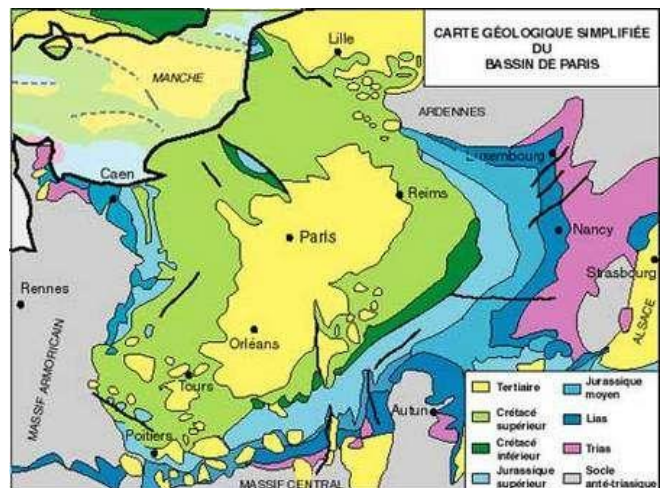 CARTE GÉOLOGIQUE SIMPLIFIÉE
DU
BASSIN DE PARIS
Lille
MANCHE
ARDENNES
Luxembourg
Caen
Reims
Paris
Nancy
Strasbourg
Rennes
ALSACE
MASSIF ARMORICAIN
Orléans
Tours
Autun
Poitiers
MASSIF CENTRAL
Tertiaire
Crétacé
supérieur
Crétacé
inférieur
Jurassique
supérieur
Jurassique
moyen
Lias
Trias
Socle
anté-triasique